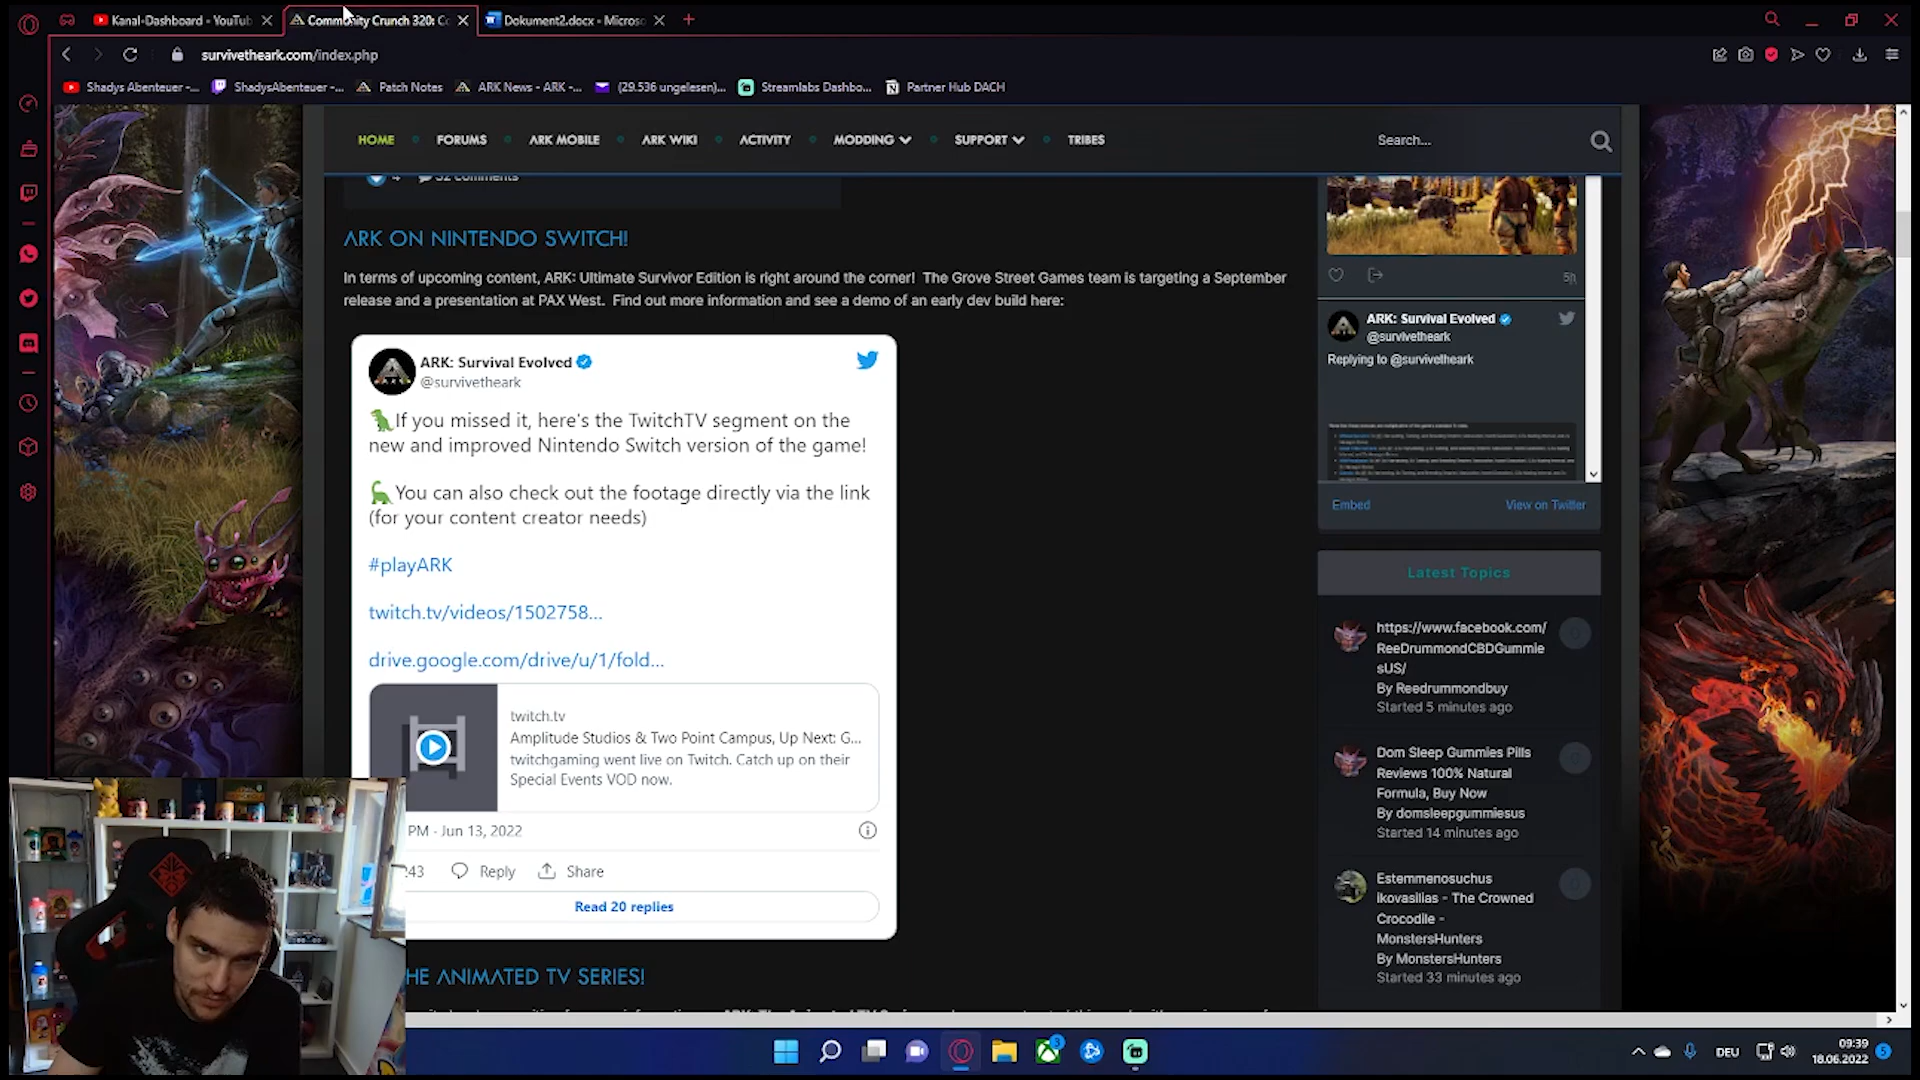 Kanal-Dashboard - YouTub
Community Crunch 320: Co
Dokument2.docx - Microso
survivetheark.com/index.php
Shadys Abenteuer -...
ShadysAbenteuer -...
Patch Notes
ARK News - ARK -...
(29.536 ungelesen)...
Streamlabs Dashbo...
Partner Hub DACH
HOME
FORUMS
ARK MOBILE
ARK WIKI
ACTIVITY
MODDING
SUPPORT
TRIBES
Search...
4
32 comments
ARK ON NINTENDO SWITCH!
In terms of upcoming content, ARK: Ultimate Survivor Edition is right around the corner! The Grove Street Games team is targeting a September
release and a presentation at PAX West. Find out more information and see a demo of an early dev build here:
ARK: Survival Evolved
@survivetheark
If you missed it, here's the TwitchTV segment on the
new and improved Nintendo Switch version of the game!
You can also check out the footage directly via the link
(for your content creator needs)
#playARK
twitch.tv/videos/1502758...
drive.google.com/drive/u/1/fold...
twitch.tv
Amplitude Studios & Two Point Campus, Up Next: G...
twitchgaming went live on Twitch. Catch up on their
Special Events VOD now.
PM - Jun 13, 2022
43
Reply
Share
Read 20 replies
HE ANIMATED TV SERIES!
5h
ARK: Survival Evolved
@survivetheark
Replying to @survivetheark
Embed
View on Twitter
Latest Topics
https://www.facebook.com/
ReeDrummondCBDGummie
sUS/
By Reedrummondbuy
Started 5 minutes ago
Dom Sleep Gummies Pills
Reviews 100% Natural
Formula, Buy Now
By domsleepgummiesus
Started 14 minutes ago
Estemmenosuchus
ikovasilias - The Crowned
Crocodile -
MonstersHunters
By MonstersHunters
Started 33 minutes ago
3
DEU
09:39
18.06.2022
5